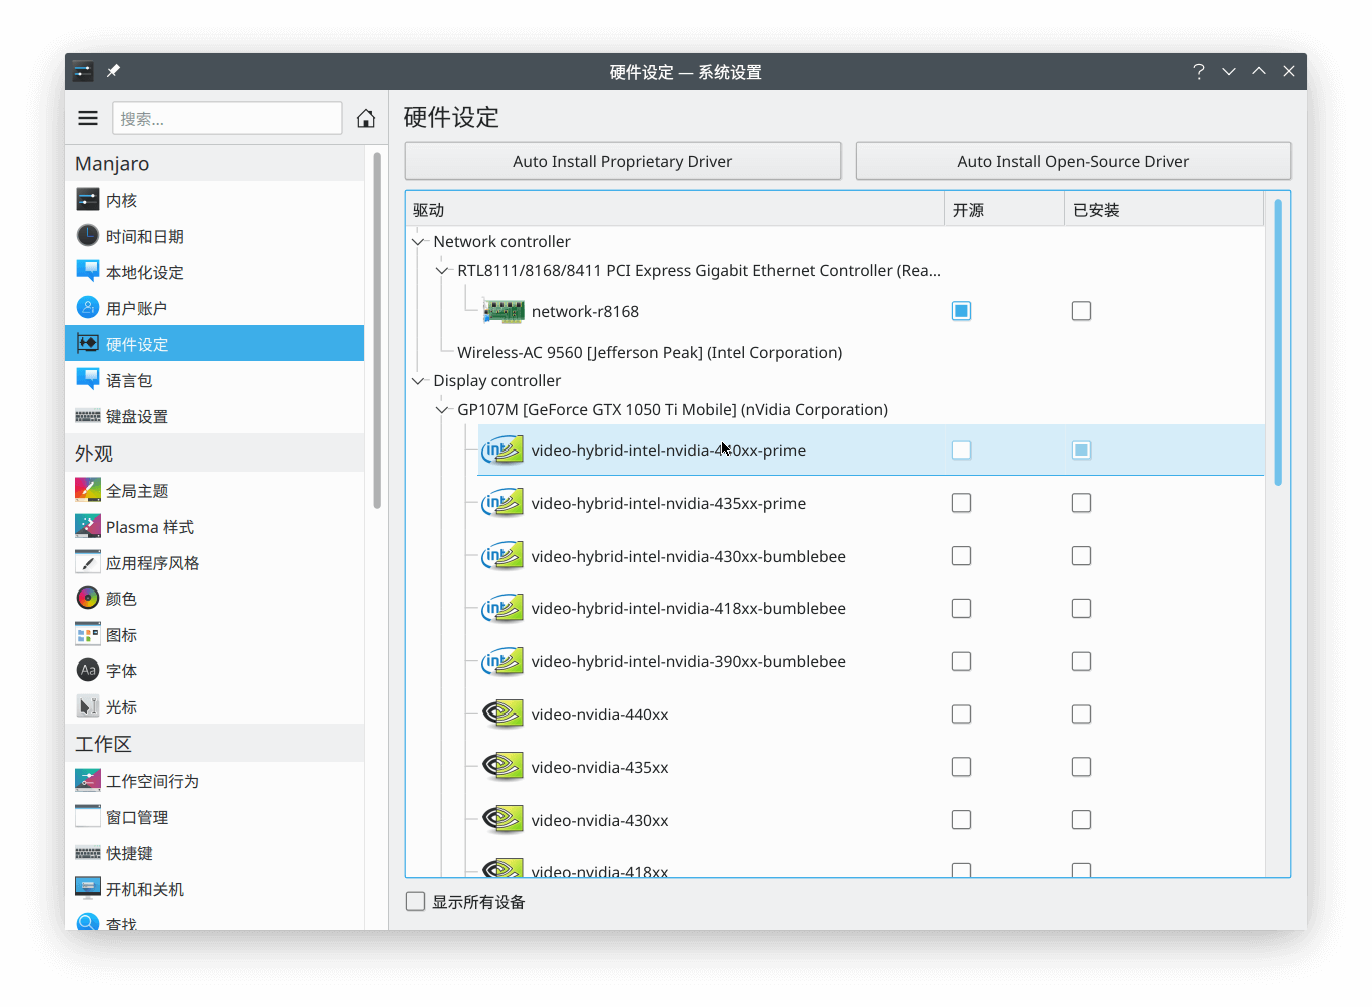 硬件设定 — 系统设置
搜索...
Manjaro
内核
时间和日期
本地化设定
用户账户
硬件设定
语言包
键盘设置
外观
全局主题
Plasma 样式
应用程序风格
颜色
图标
Aa
字体
光标
工作区
工作空间行为
窗口管理
快捷键
开机和关机
查找
硬件设定
Auto Install Proprietary Driver
Auto Install Open-Source Driver
驱动 开源 已安装
Network controller
RTL8111/8168/8411 PCI Express Gigabit Ethernet Controller (Rea...
network-r8168
Wireless-AC 9560 [Jefferson Peak] (Intel Corporation)
Display controller
GP107M [GeForce GTX 1050 Ti Mobile] (nVidia Corporation)
video-hybrid-intel-nvidia-440xx-prime
video-hybrid-intel-nvidia-435xx-prime
video-hybrid-intel-nvidia-430xx-bumblebee
video-hybrid-intel-nvidia-418xx-bumblebee
video-hybrid-intel-nvidia-390xx-bumblebee
video-nvidia-440xx
video-nvidia-435xx
video-nvidia-430xx
video-nvidia-418xx
显示所有设备